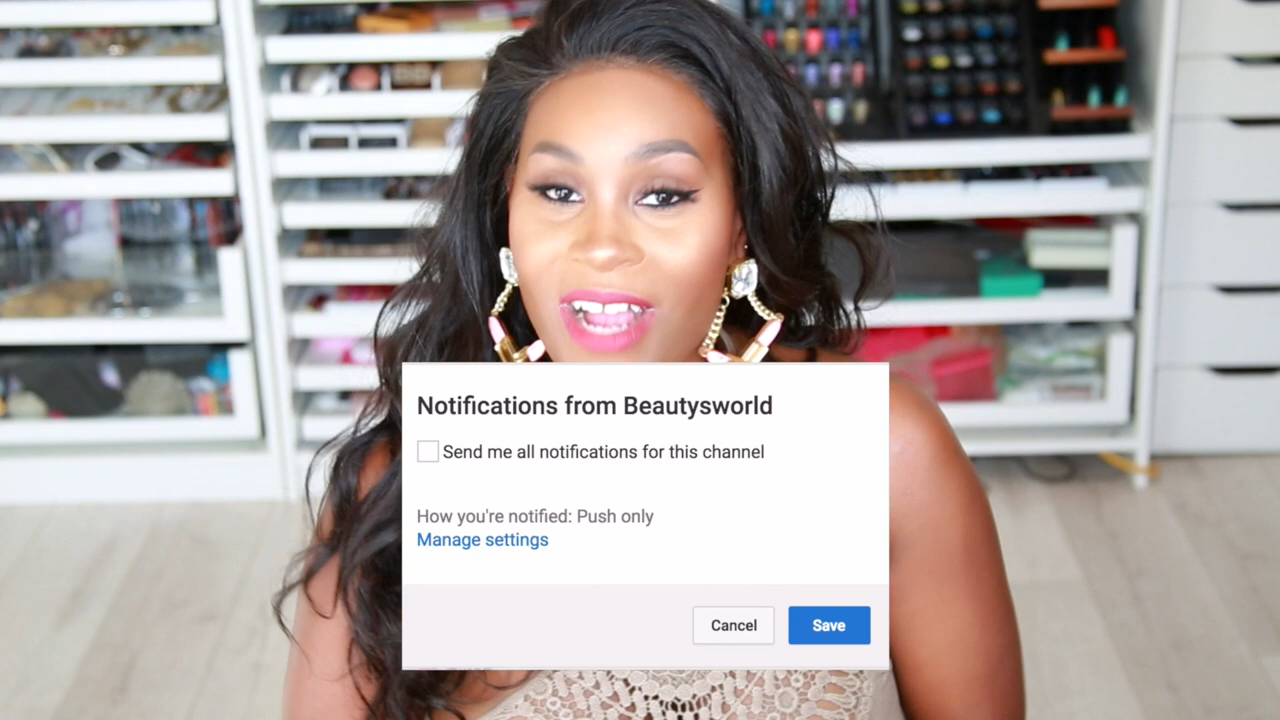 Notifications from Beautysworld
Send me all notifications for this channel
How you're notified: Push only
Manage settings
Cancel
Save